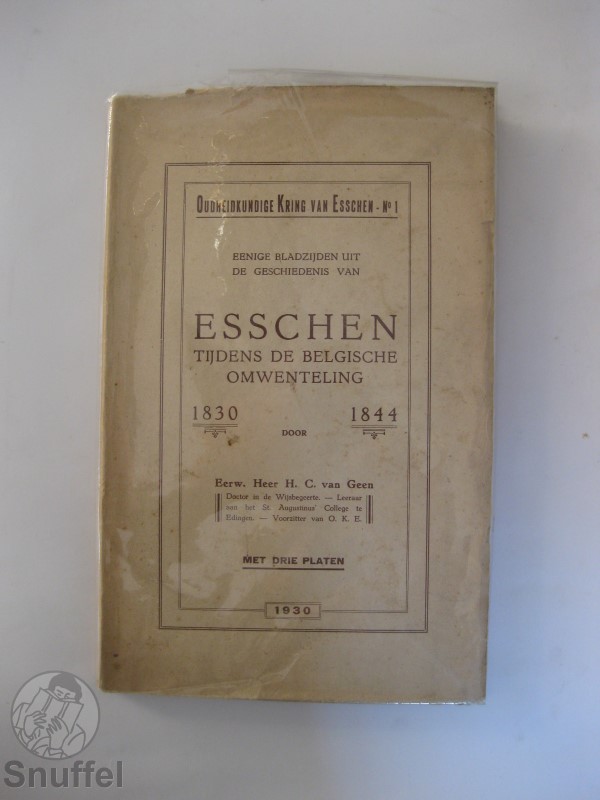 OUDHEIDKUNDIGE KRING VAN ESSCHEN - No 1
EENIGE BLADZIJDEN UIT
DE GESCHIEDENIS VAN
ESSCHEN
TIJDENS DE BELGISCHE
OMWENTELING
1830 1844
DOOR
Eerw. Heer H. C. van Geen
Doctor in de Wijsbegeerte. — Leeraar
aan het St. Augustinus' College te
Edingen. — Voorzitter van O. K. E.
MET DRIE PLATEN
1930
Snuffel